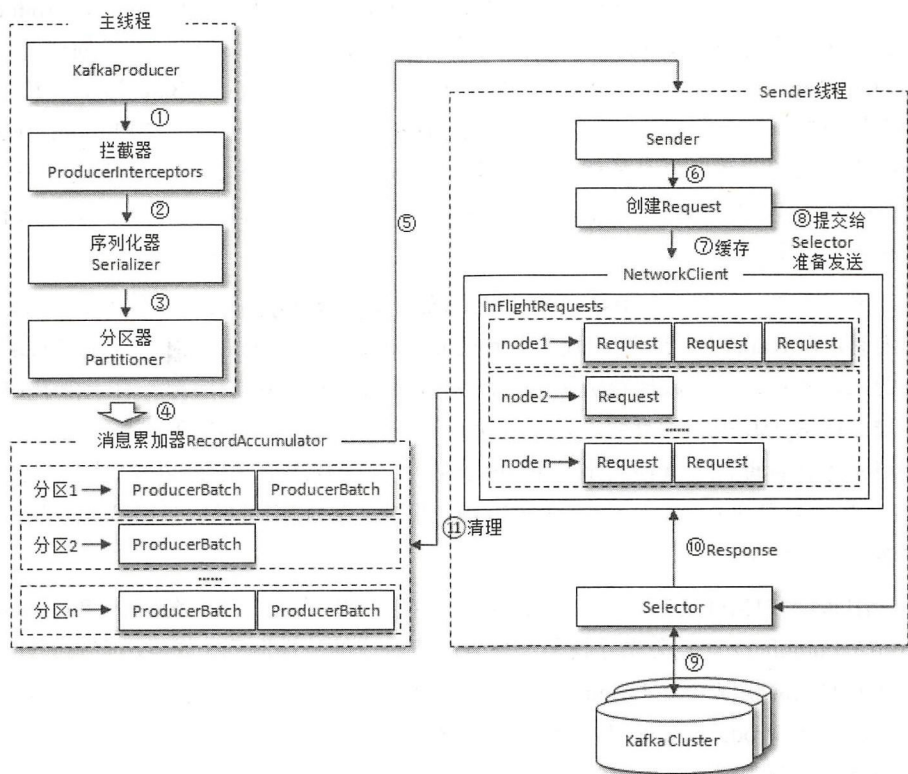 主线程
KafkaProducer
①
拦截器
ProducerInterceptors
②
序列化器
Serializer
③
分区器
Partitioner
④
消息累加器RecordAccumulator
分区1
ProducerBatch
ProducerBatch
分区2
ProducerBatch
......
分区n
ProducerBatch
ProducerBatch
⑤
Sender线程
Sender
⑥
创建Request
⑦缓存
⑧提交给
Selector
准备发送
NetworkClient
InFlightRequests
node1
Request
Request
Request
node2
Request
......
node n
Request
Request
⑪清理
⑩Response
Selector
⑨
Kafka Cluster